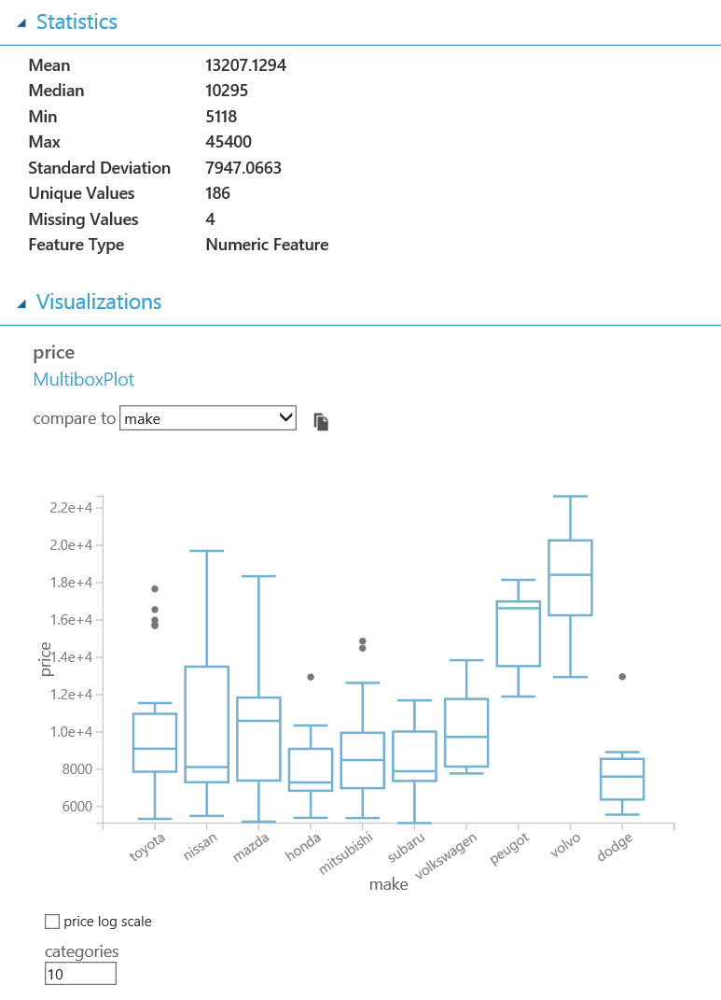 Statistics
Mean 13207.1294
Median 10295
Min 5118
Max 45400
Standard Deviation 7947.0663
Unique Values 186
Missing Values 4
Feature Type Numeric Feature
Visualizations
price
MultiboxPlot
compare to make
2.2e+4
2.0e+4
1.8e+4
1.6e+4
1.4e+4
1.2e+4
1.0e+4
8000
6000
price
toyota nissan mazda honda mitsubishi subaru volkswagen peugot volvo dodge
make
price log scale
categories
10